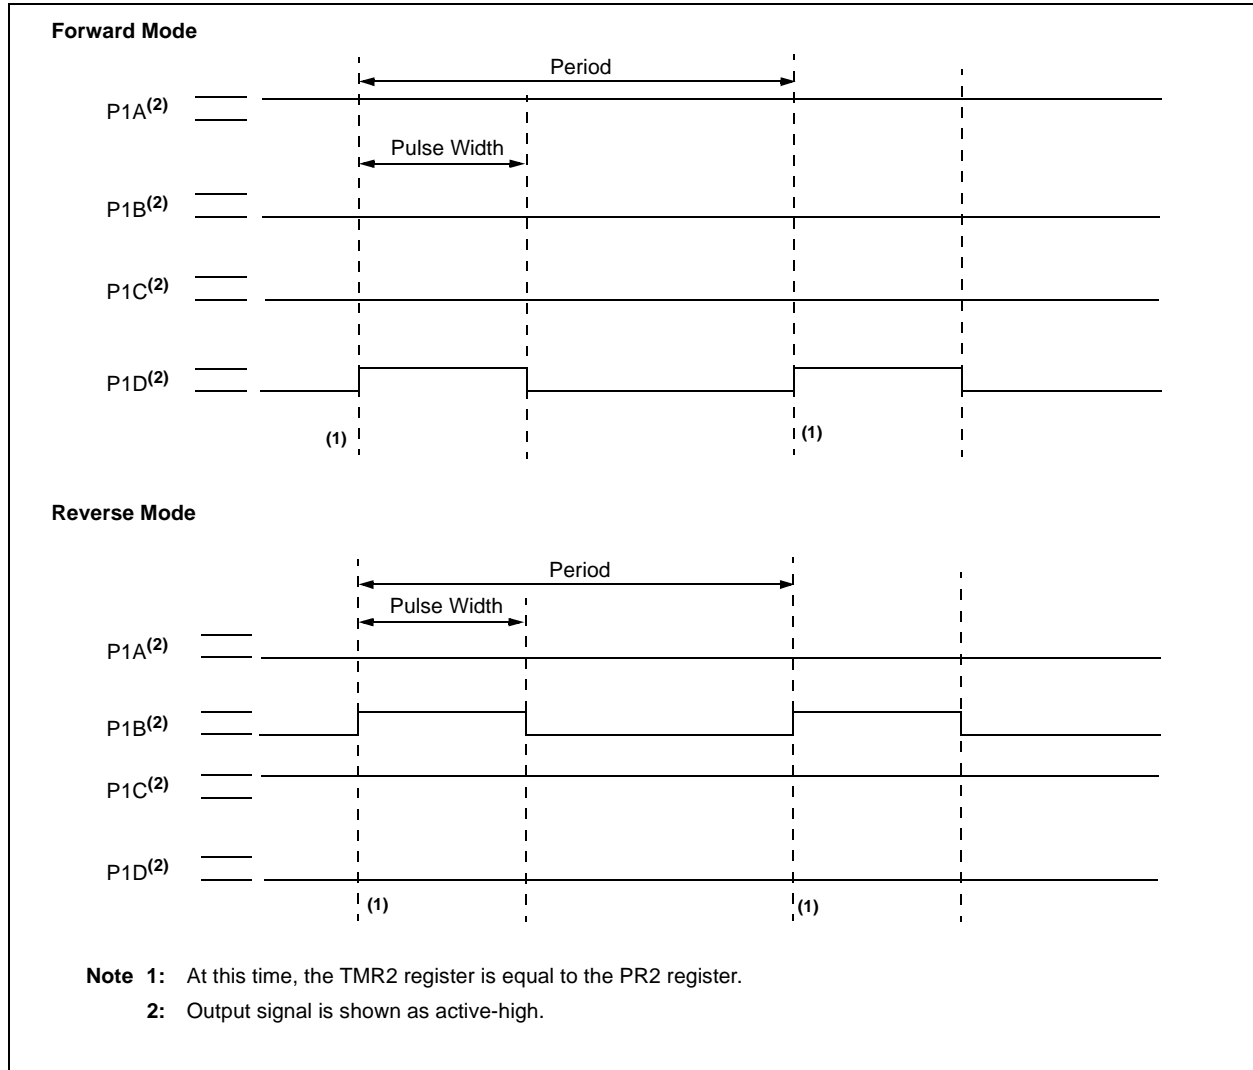 Forward Mode
Period
P1A(2)
Pulse Width
P1B(2)
P1C(2)
P1D(2)
(1)
(1)
Reverse Mode
Period
Pulse Width
P1A(2)
P1B(2)
P1C(2)
P1D(2)
(1)
(1)
Note 1: At this time, the TMR2 register is equal to the PR2 register.
2: Output signal is shown as active-high.